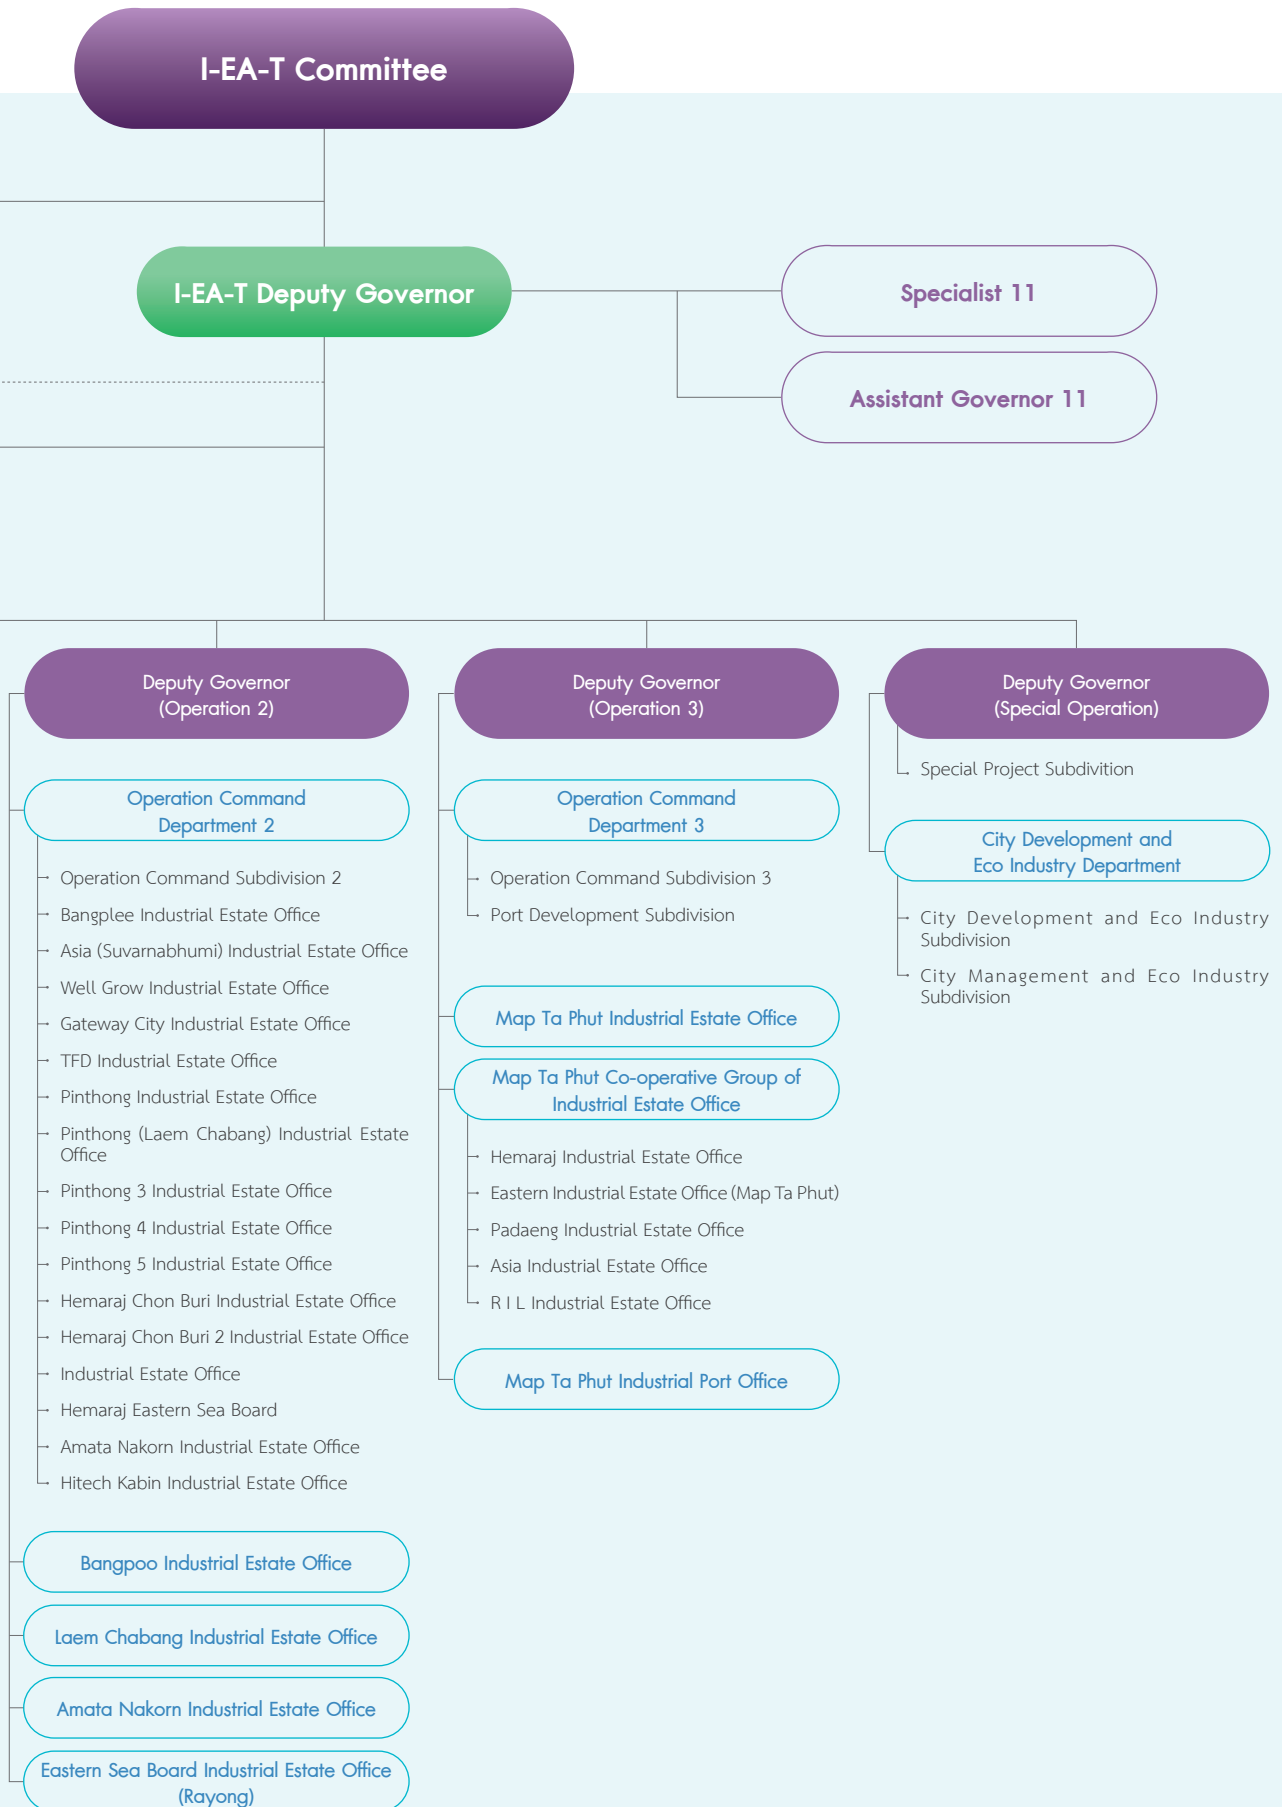 I-EA-T Committee
I-EA-T Deputy Governor
Specialist 11
Assistant Governor 11
Deputy Governor
(Operation 2)
Operation Command
Department 2
Operation Command Subdivision 2
Bangplee Industrial Estate Office
Asia (Suvarnabhumi) Industrial Estate Office
Well Grow Industrial Estate Office
Gateway City Industrial Estate Office
TFD Industrial Estate Office
Pinthong Industrial Estate Office
Pinthong (Laem Chabang) Industrial Estate
Office
Pinthong 3 Industrial Estate Office
Pinthong 4 Industrial Estate Office
Pinthong 5 Industrial Estate Office
Hemaraj Chon Buri Industrial Estate Office
Hemaraj Chon Buri 2 Industrial Estate Office
Industrial Estate Office
Hemaraj Eastern Sea Board
Amata Nakorn Industrial Estate Office
Hitech Kabin Industrial Estate Office
Bangpoo Industrial Estate Office
Laem Chabang Industrial Estate Office
Amata Nakorn Industrial Estate Office
Eastern Sea Board Industrial Estate Office
(Rayong)
Deputy Governor
(Operation 3)
Operation Command
Department 3
Operation Command Subdivision 3
Port Development Subdivision
Map Ta Phut Industrial Estate Office
Map Ta Phut Co-operative Group of
Industrial Estate Office
Hemaraj Industrial Estate Office
Eastern Industrial Estate Office (Map Ta Phut)
Padaeng Industrial Estate Office
Asia Industrial Estate Office
R I L Industrial Estate Office
Map Ta Phut Industrial Port Office
Deputy Governor
(Special Operation)
Special Project Subdivition
City Development and
Eco Industry Department
City Development and Eco Industry
Subdivision
City Management and Eco Industry
Subdivision